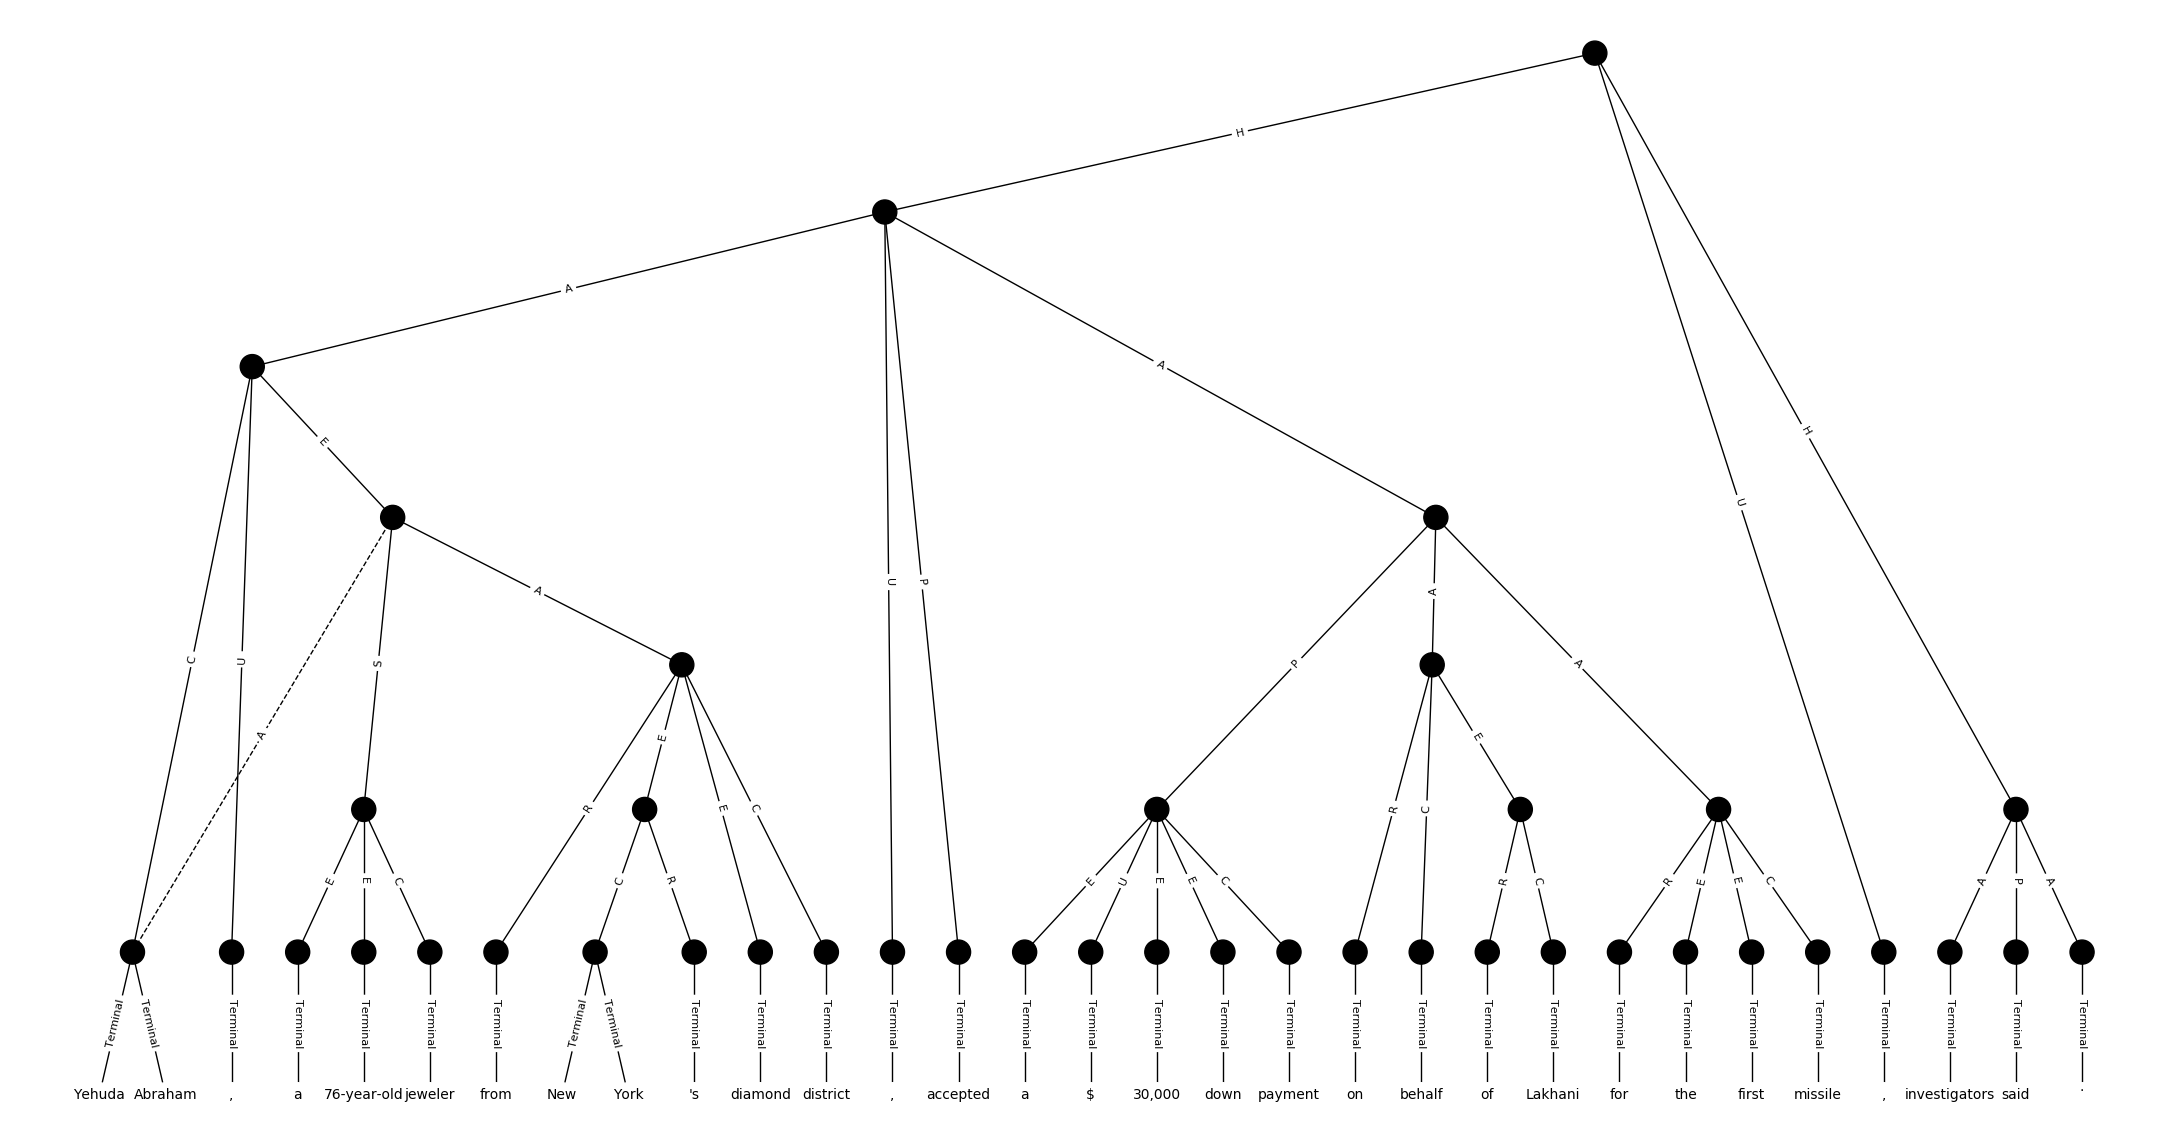 H
A
A
H
E
U
A
U
P
A
C
U
S
P
A
A
E
E
R
E
C
R
C
E
E
C
C
R
E
U
E
E
C
R
C
R
E
E
C
A
P
A
Terminal Terminal Terminal Terminal Terminal Terminal Terminal Terminal Terminal Terminal Terminal Terminal Terminal Terminal Terminal Terminal Terminal Terminal Terminal Terminal Terminal Terminal Terminal Terminal Terminal Terminal Terminal Terminal Terminal Terminal Terminal
Yehuda Abraham , a 76-year-old jeweler from New York 's diamond district , accepted a $ 30,000 down payment on behalf of Lakhani for the first missile , investigators said .